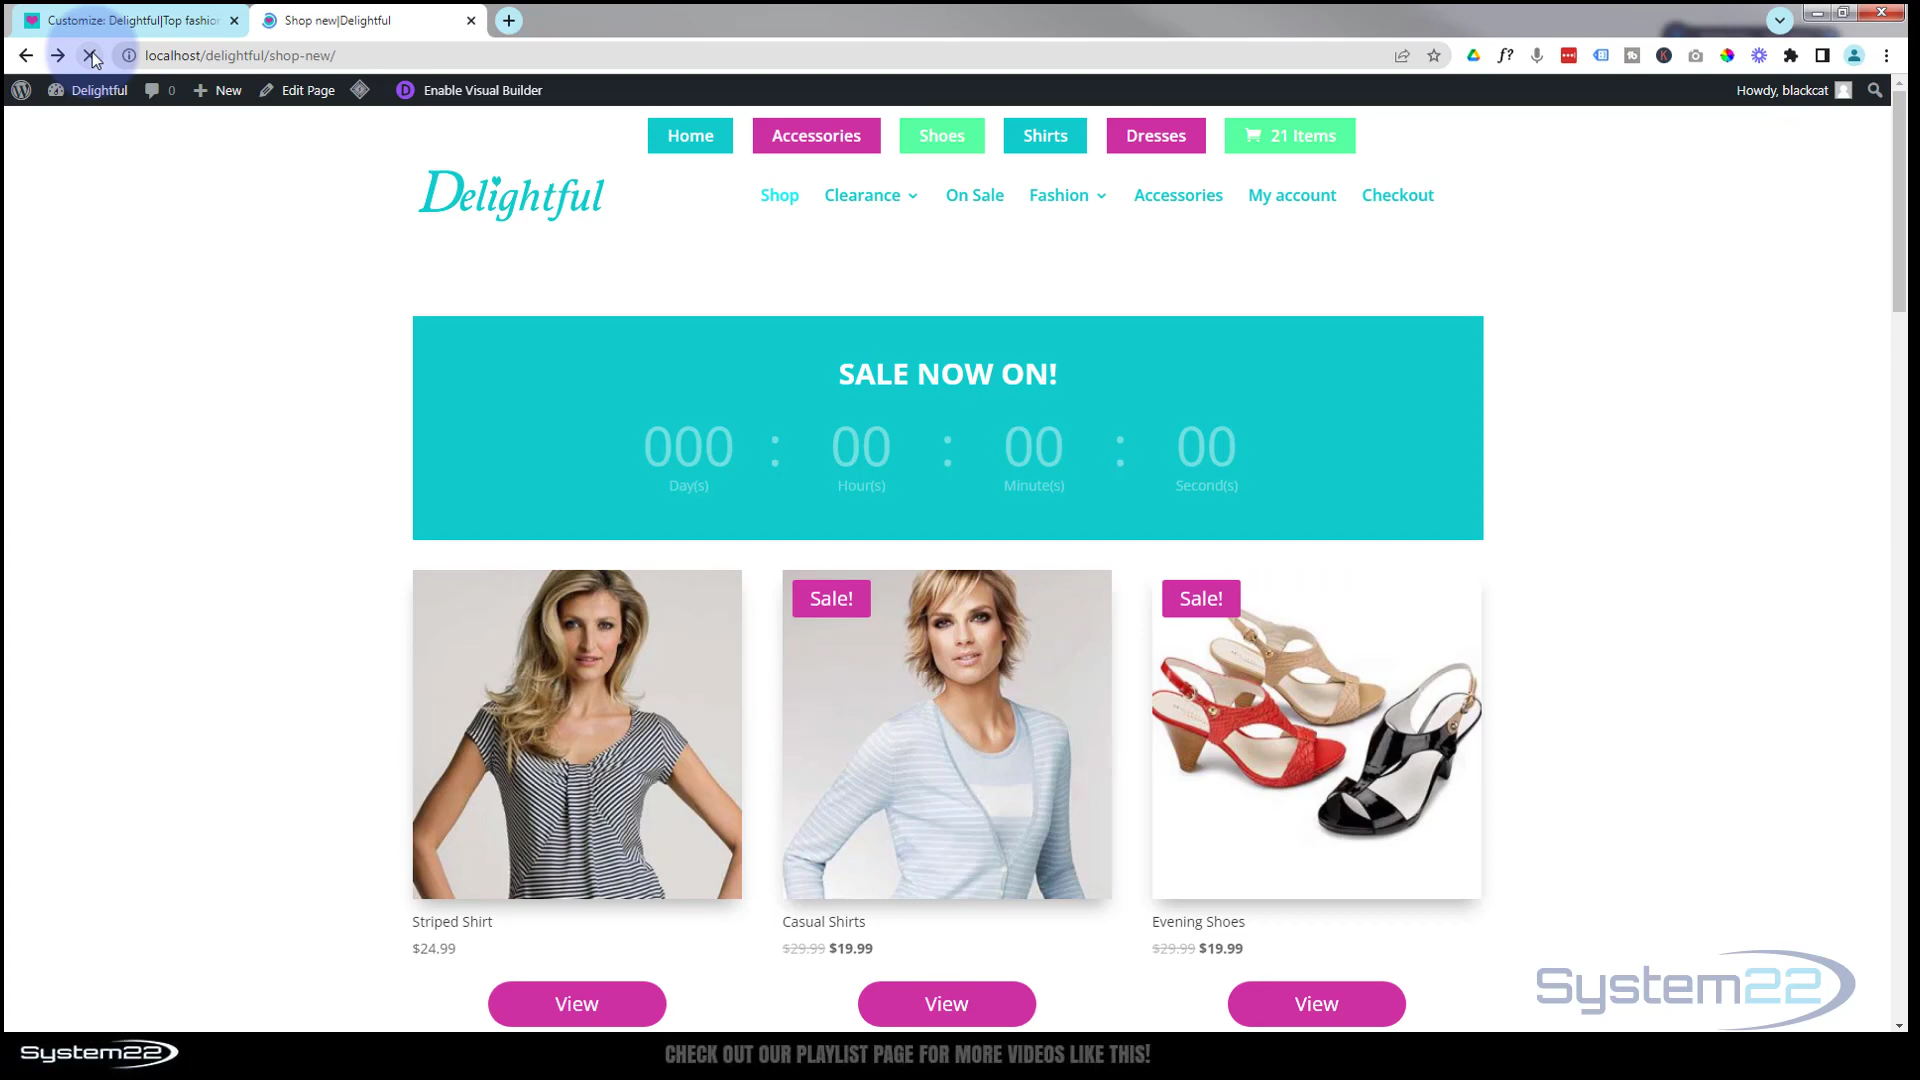 Customize: Delightful|Top fashion
Shop new|Delightful
localhost/delightful/shop-new/
Delightful
0
New
Edit Page
D
Enable Visual Builder
Howdy, blackcat
Home
Accessories
Shoes
Shirts
Dresses
21 Items
Delightful
Shop
Clearance
On Sale
Fashion
Accessories
My account
Checkout
SALE NOW ON!
000 : 00 : 00 : 00
Day(s)
Hour(s)
Minute(s)
Second(s)
Sale!
Sale!
Striped Shirt
Casual Shirts
Evening Shoes
$24.99
$29.99 $19.99
$29.99 $19.99
View
View
View
System22
System22
CHECK OUT OUR PLAYLIST PAGE FOR MORE VIDEOS LIKE THIS!